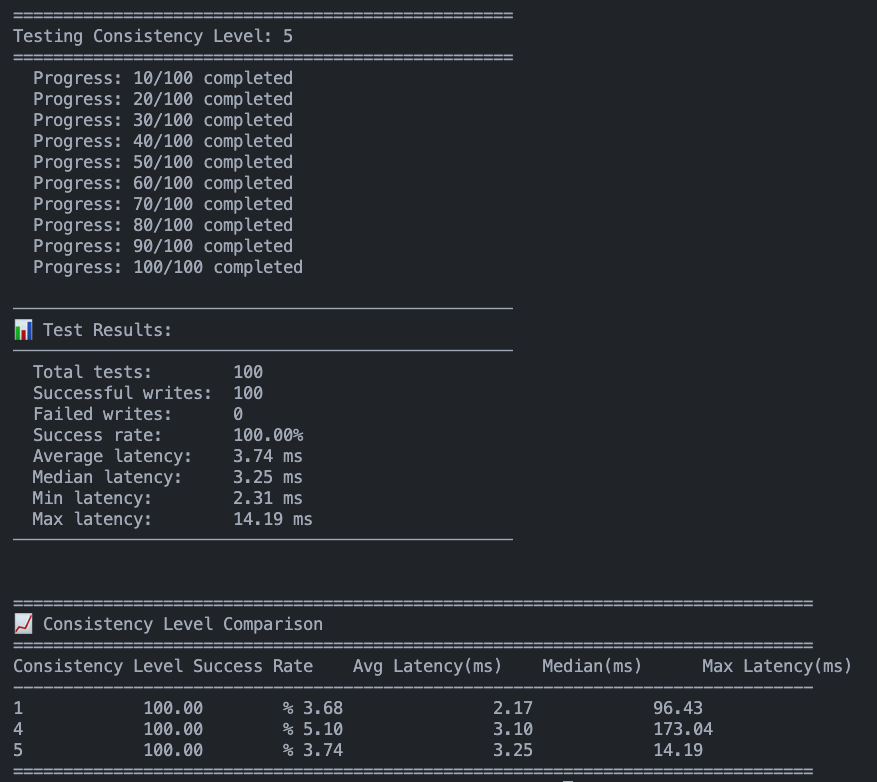 ==================================================
Testing Consistency Level: 5
==================================================
Progress: 10/100 completed
Progress: 20/100 completed
Progress: 30/100 completed
Progress: 40/100 completed
Progress: 50/100 completed
Progress: 60/100 completed
Progress: 70/100 completed
Progress: 80/100 completed
Progress: 90/100 completed
Progress: 100/100 completed
──────────────────────────────────────────────────
📊 Test Results:
──────────────────────────────────────────────────
Total tests: 100
Successful writes: 100
Failed writes: 0
Success rate: 100.00%
Average latency: 3.74 ms
Median latency: 3.25 ms
Min latency: 2.31 ms
Max latency: 14.19 ms
──────────────────────────────────────────────────
================================================================================
📈 Consistency Level Comparison
================================================================================
Consistency Level Success Rate    Avg Latency(ms)    Median(ms)      Max Latency(ms)
────────────────────────────────────────────────────────────────────────────────
1            100.00        % 3.68               2.17            96.43
4            100.00        % 5.10               3.10            173.04
5            100.00        % 3.74               3.25            14.19
================================================================================